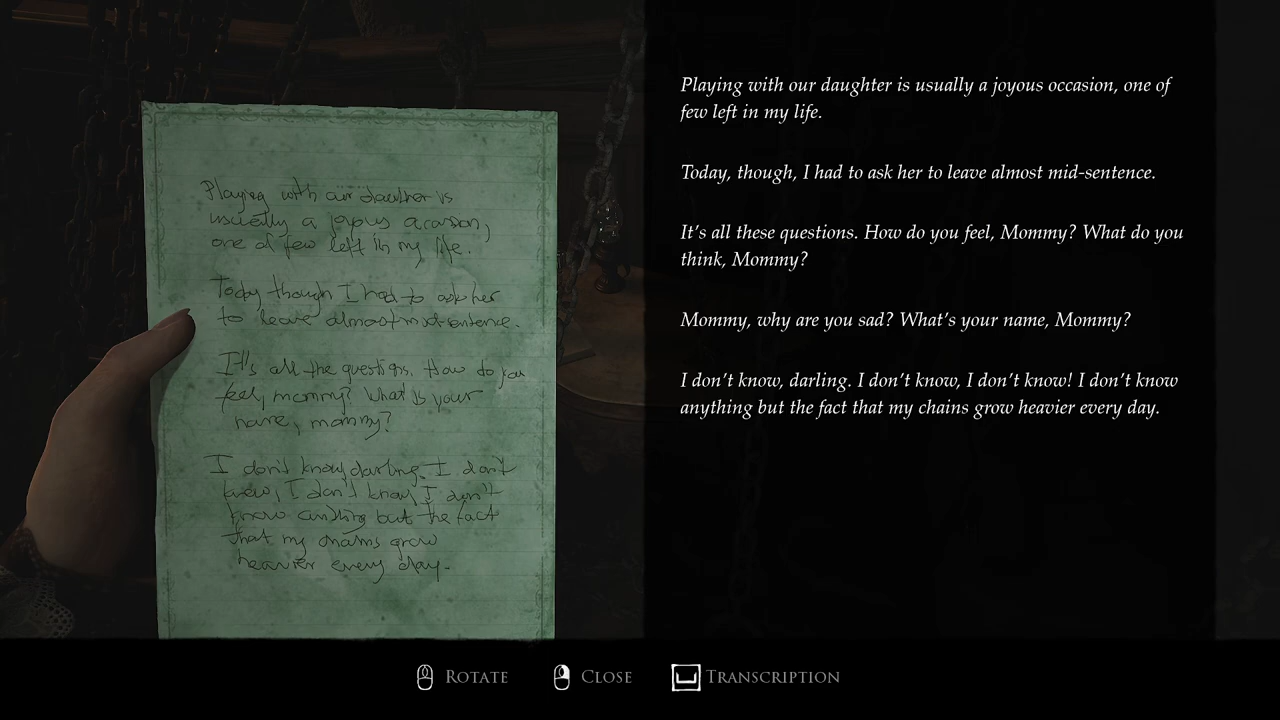 Playing with our daughter is
usually a joyous occasion,
one of few left in my life.
Today though I had to ask her
to leave almost mid-sentence.
It's all the questions. How do you
feel, mommy? What is your
name, mommy?
I don't know, darling. I don't
know, I don't know, I don't
know anything but the fact
that my chains grow
heavier every day.
Playing with our daughter is usually a joyous occasion, one of
few left in my life.
Today, though, I had to ask her to leave almost mid-sentence.
It's all these questions. How do you feel, Mommy? What do you
think, Mommy?
Mommy, why are you sad? What's your name, Mommy?
I don't know, darling. I don't know, I don't know! I don't know
anything but the fact that my chains grow heavier every day.
Rotate Close Transcription